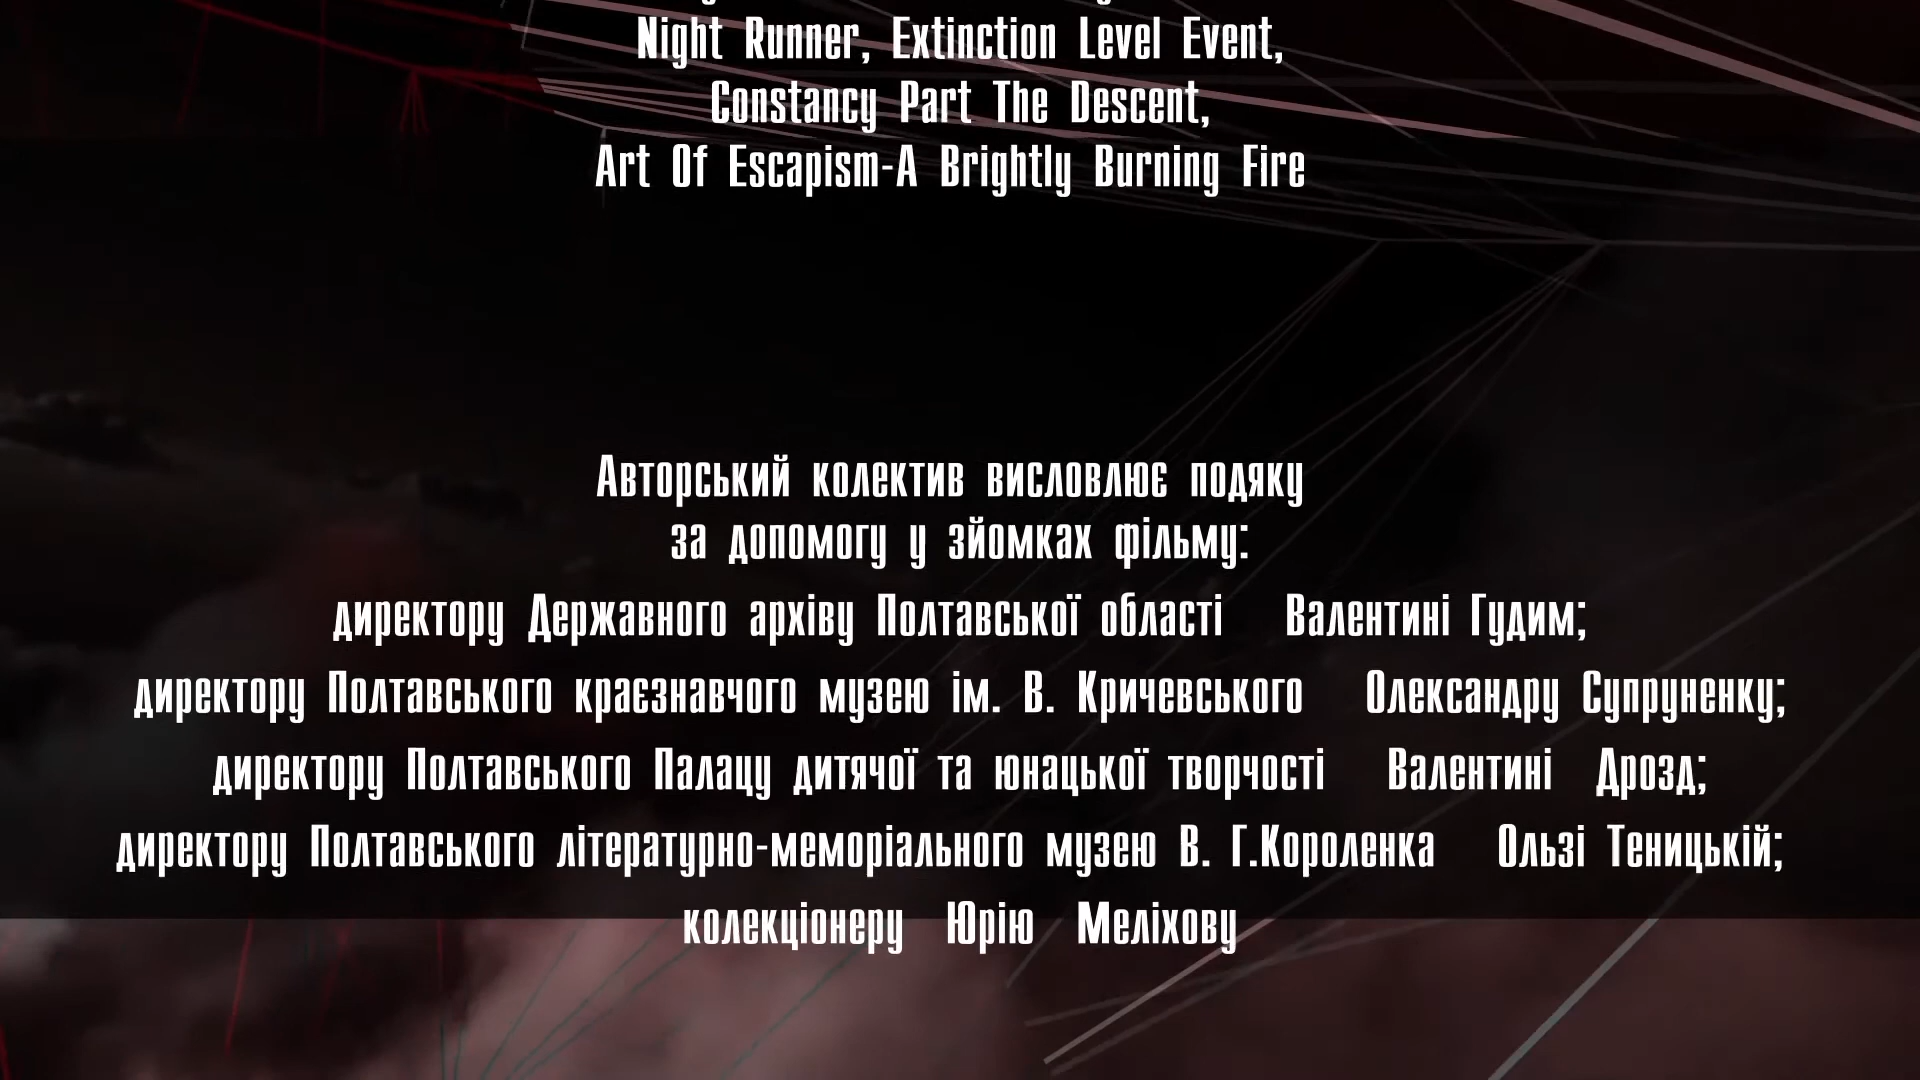 Night Runner, Extinction Level Event,
Constancy Part The Descent,
Art Of Escapism-A Brightly Burning Fire
Авторський колектив висловлює подяку
за допомогу у зйомках фільму:
директору Державного архіву Полтавської області Валентині Гудим;
директору Полтавського краєзнавчого музею ім. В. Кричевського Олександру Супруненку;
директору Полтавського Палацу дитячої та юнацької творчості Валентині Дрозд;
директору Полтавського літературно-меморіального музею В. Г.Короленка Ользі Теницькій;
колекціонеру Юрію Меліхову